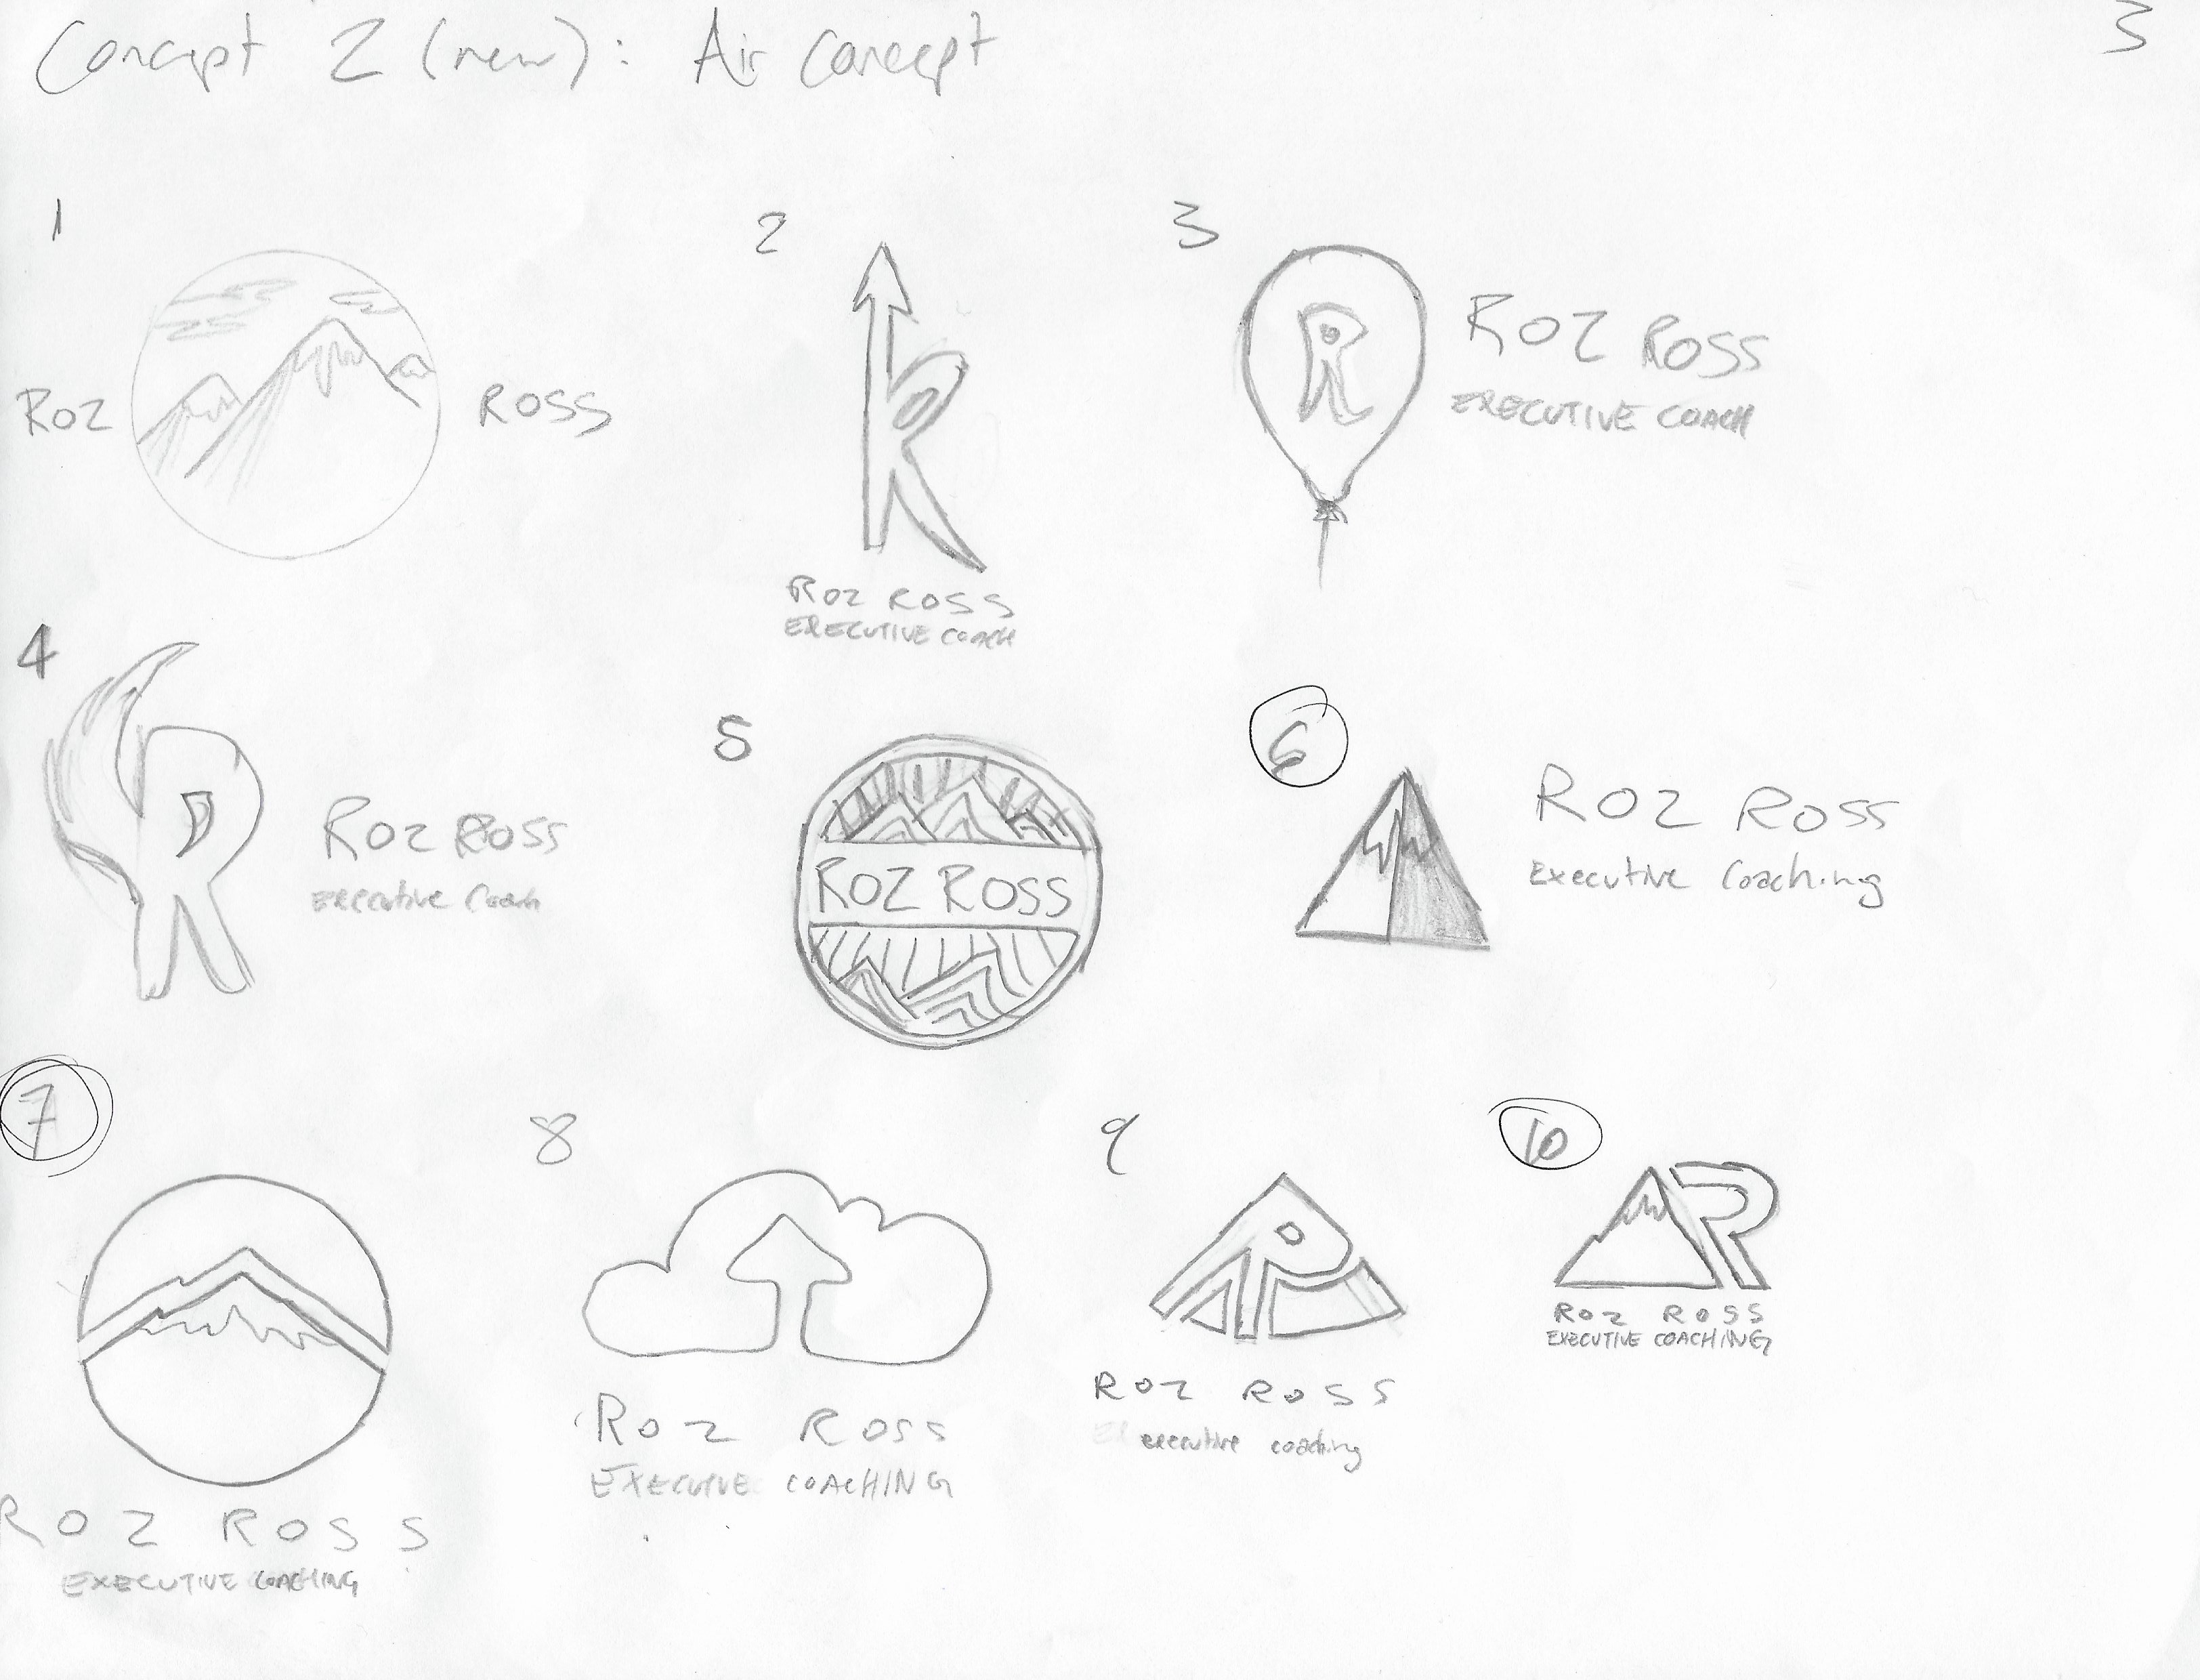 Concept 2 (new): Air Concept
3
1
ROZ
ROSS
2
ROZ ROSS
EXECUTIVE COACH
3
R
ROZ ROSS
EXECUTIVE COACH
4
R
ROZ ROSS
Executive Coach
5
ROZ ROSS
6
ROZ ROSS
Executive Coaching
7
ROZ ROSS
EXECUTIVE COACHING
8
ROZ ROSS
EXECUTIVE COACHING
9
ROZ ROSS
executive coaching
10
R
ROZ ROSS
EXECUTIVE COACHING